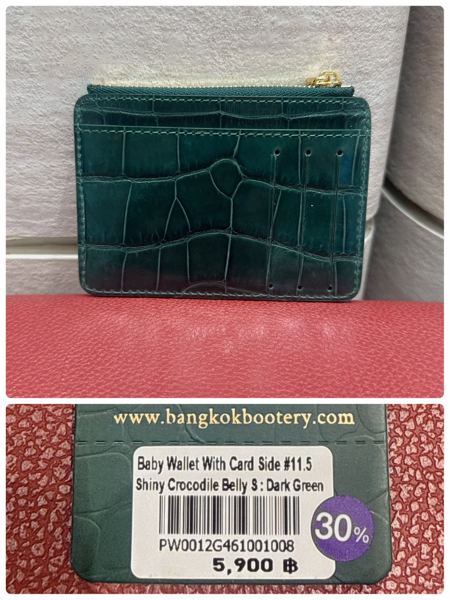 www.bangkokbootery.com
Baby Wallet With Card Side #11.5
Shiny Crocodile Belly S : Dark Green
30%
PW0012G461001008
5,900 ฿